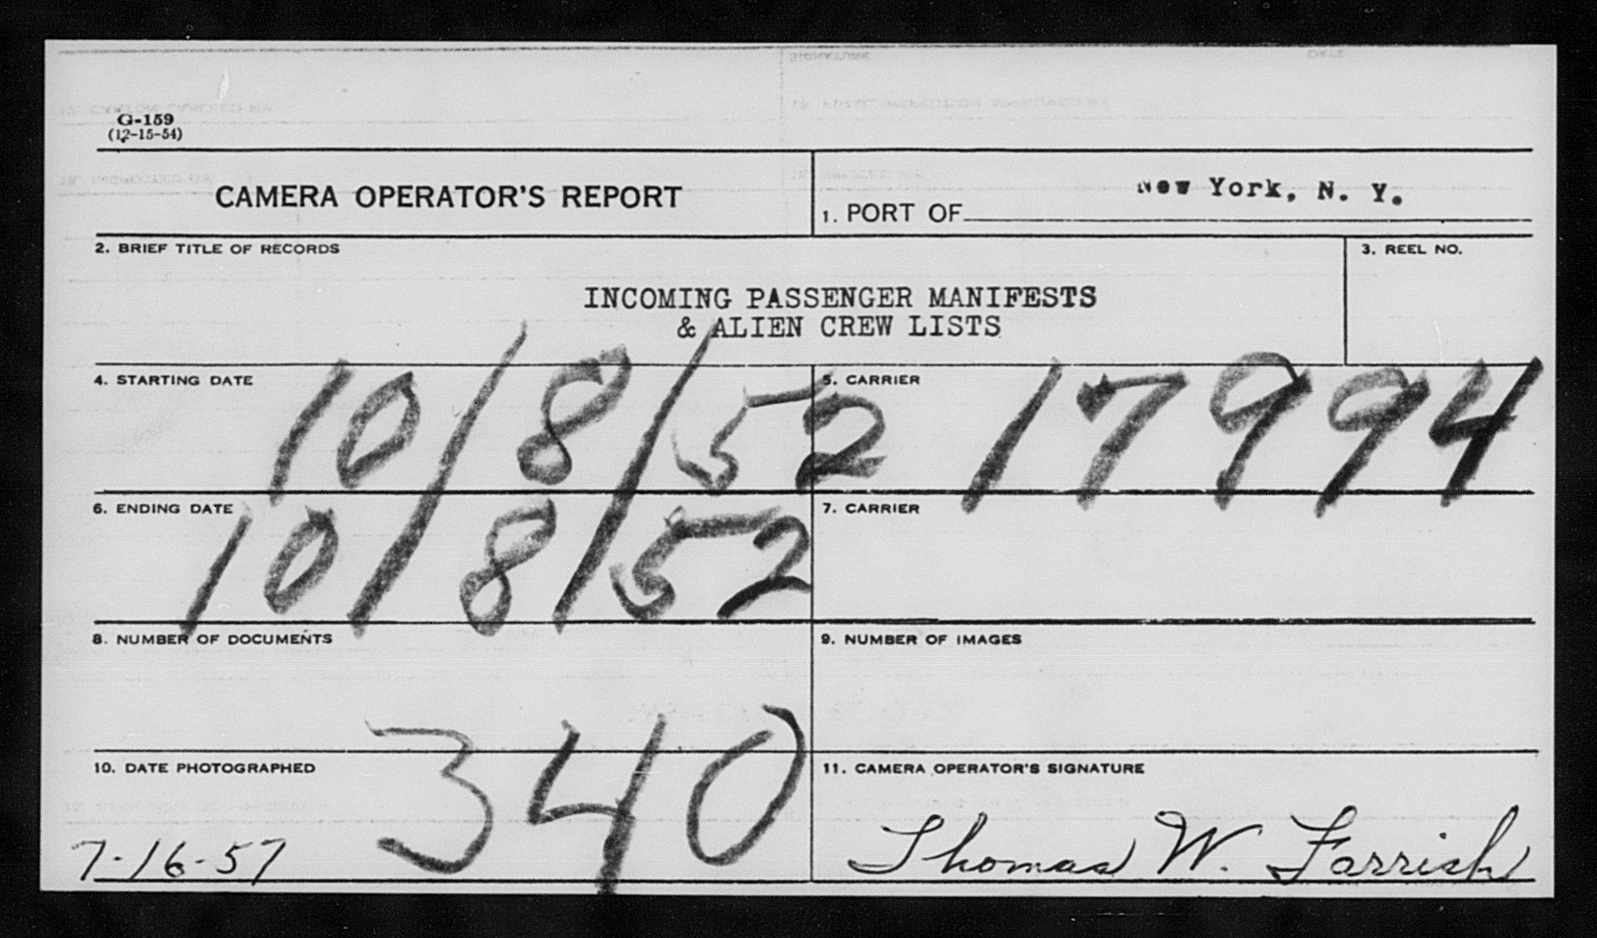 G-159
(12-15-54)
CAMERA OPERATOR'S REPORT
1. PORT OF New York, N. Y.
2. BRIEF TITLE OF RECORDS
3. REEL NO.
INCOMING PASSENGER MANIFESTS
& ALIEN CREW LISTS
4. STARTING DATE
10/8/52
5. CARRIER
17994
6. ENDING DATE
10/8/52
7. CARRIER
8. NUMBER OF DOCUMENTS
9. NUMBER OF IMAGES
340
10. DATE PHOTOGRAPHED
7-16-57
11. CAMERA OPERATOR'S SIGNATURE
Thomas W. Farrish